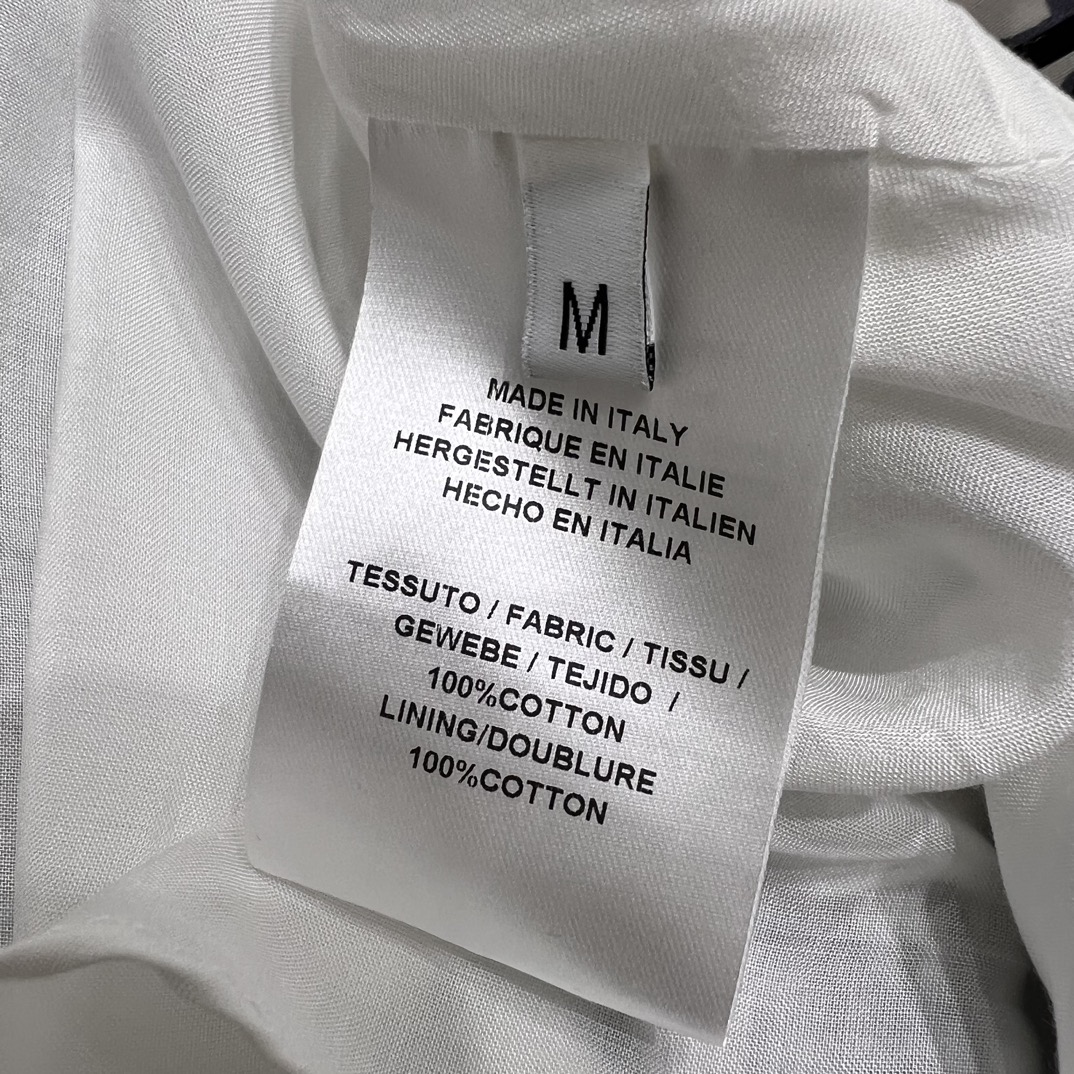 M
MADE IN ITALY
FABRIQUE EN ITALIE
HERGESTELLT IN ITALIEN
HECHO EN ITALIA
TESSUTO / FABRIC / TISSU /
GEWEBE / TEJIDO /
100%COTTON
LINING/DOUBLURE
100%COTTON